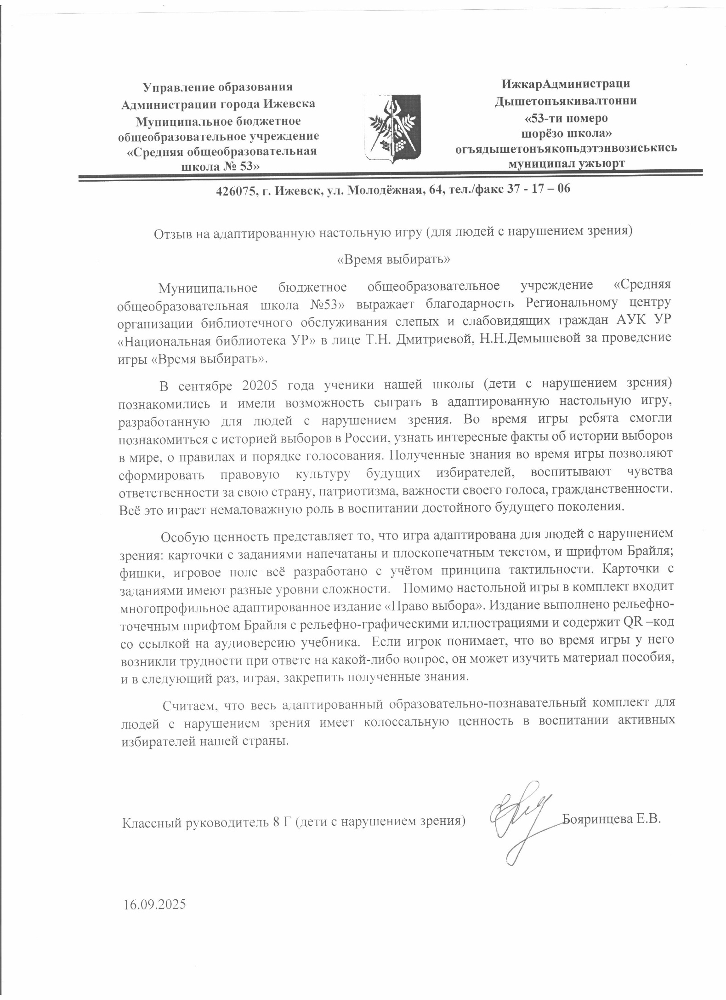 Управление образования
Администрации города Ижевска
Муниципальное бюджетное
общеобразовательное учреждение
«Средняя общеобразовательная
школа № 53»
ИжкарАдминистраци
Дышетонъякивалтонни
«53-ти номеро
шорёзо школа»
огъядышетонъяконьдэтэнвозиськись
муниципал ужъюрт
426075, г. Ижевск, ул. Молодёжная, 64, тел./факс 37 - 17 – 06
Отзыв на адаптированную настольную игру (для людей с нарушением зрения)
«Время выбирать»
Муниципальное бюджетное общеобразовательное учреждение «Средняя
общеобразовательная школа №53» выражает благодарность Региональному центру
организации библиотечного обслуживания слепых и слабовидящих граждан АУК УР
«Национальная библиотека УР» в лице Т.Н. Дмитриевой, Н.Н.Демышевой за проведение
игры «Время выбирать».
В сентябре 20205 года ученики нашей школы (дети с нарушением зрения)
познакомились и имели возможность сыграть в адаптированную настольную игру,
разработанную для людей с нарушением зрения. Во время игры ребята смогли
познакомиться с историей выборов в России, узнать интересные факты об истории выборов
в мире, о правилах и порядке голосования. Полученные знания во время игры позволяют
сформировать правовую культуру будущих избирателей, воспитывают чувства
ответственности за свою страну, патриотизма, важности своего голоса, гражданственности.
Всё это играет немаловажную роль в воспитании достойного будущего поколения.
Особую ценность представляет то, что игра адаптирована для людей с нарушением
зрения: карточки с заданиями напечатаны и плоскопечатным текстом, и шрифтом Брайля;
фишки, игровое поле всё разработано с учётом принципа тактильности. Карточки с
заданиями имеют разные уровни сложности. Помимо настольной игры в комплект входит
многопрофильное адаптированное издание «Право выбора». Издание выполнено рельефно-
точечным шрифтом Брайля с рельефно-графическими иллюстрациями и содержит QR –код
со ссылкой на аудиоверсию учебника. Если игрок понимает, что во время игры у него
возникли трудности при ответе на какой-либо вопрос, он может изучить материал пособия,
и в следующий раз, играя, закрепить полученные знания.
Считаем, что весь адаптированный образовательно-познавательный комплект для
людей с нарушением зрения имеет колоссальную ценность в воспитании активных
избирателей нашей страны.
Классный руководитель 8 Г (дети с нарушением зрения) Бояринцева Е.В.
16.09.2025